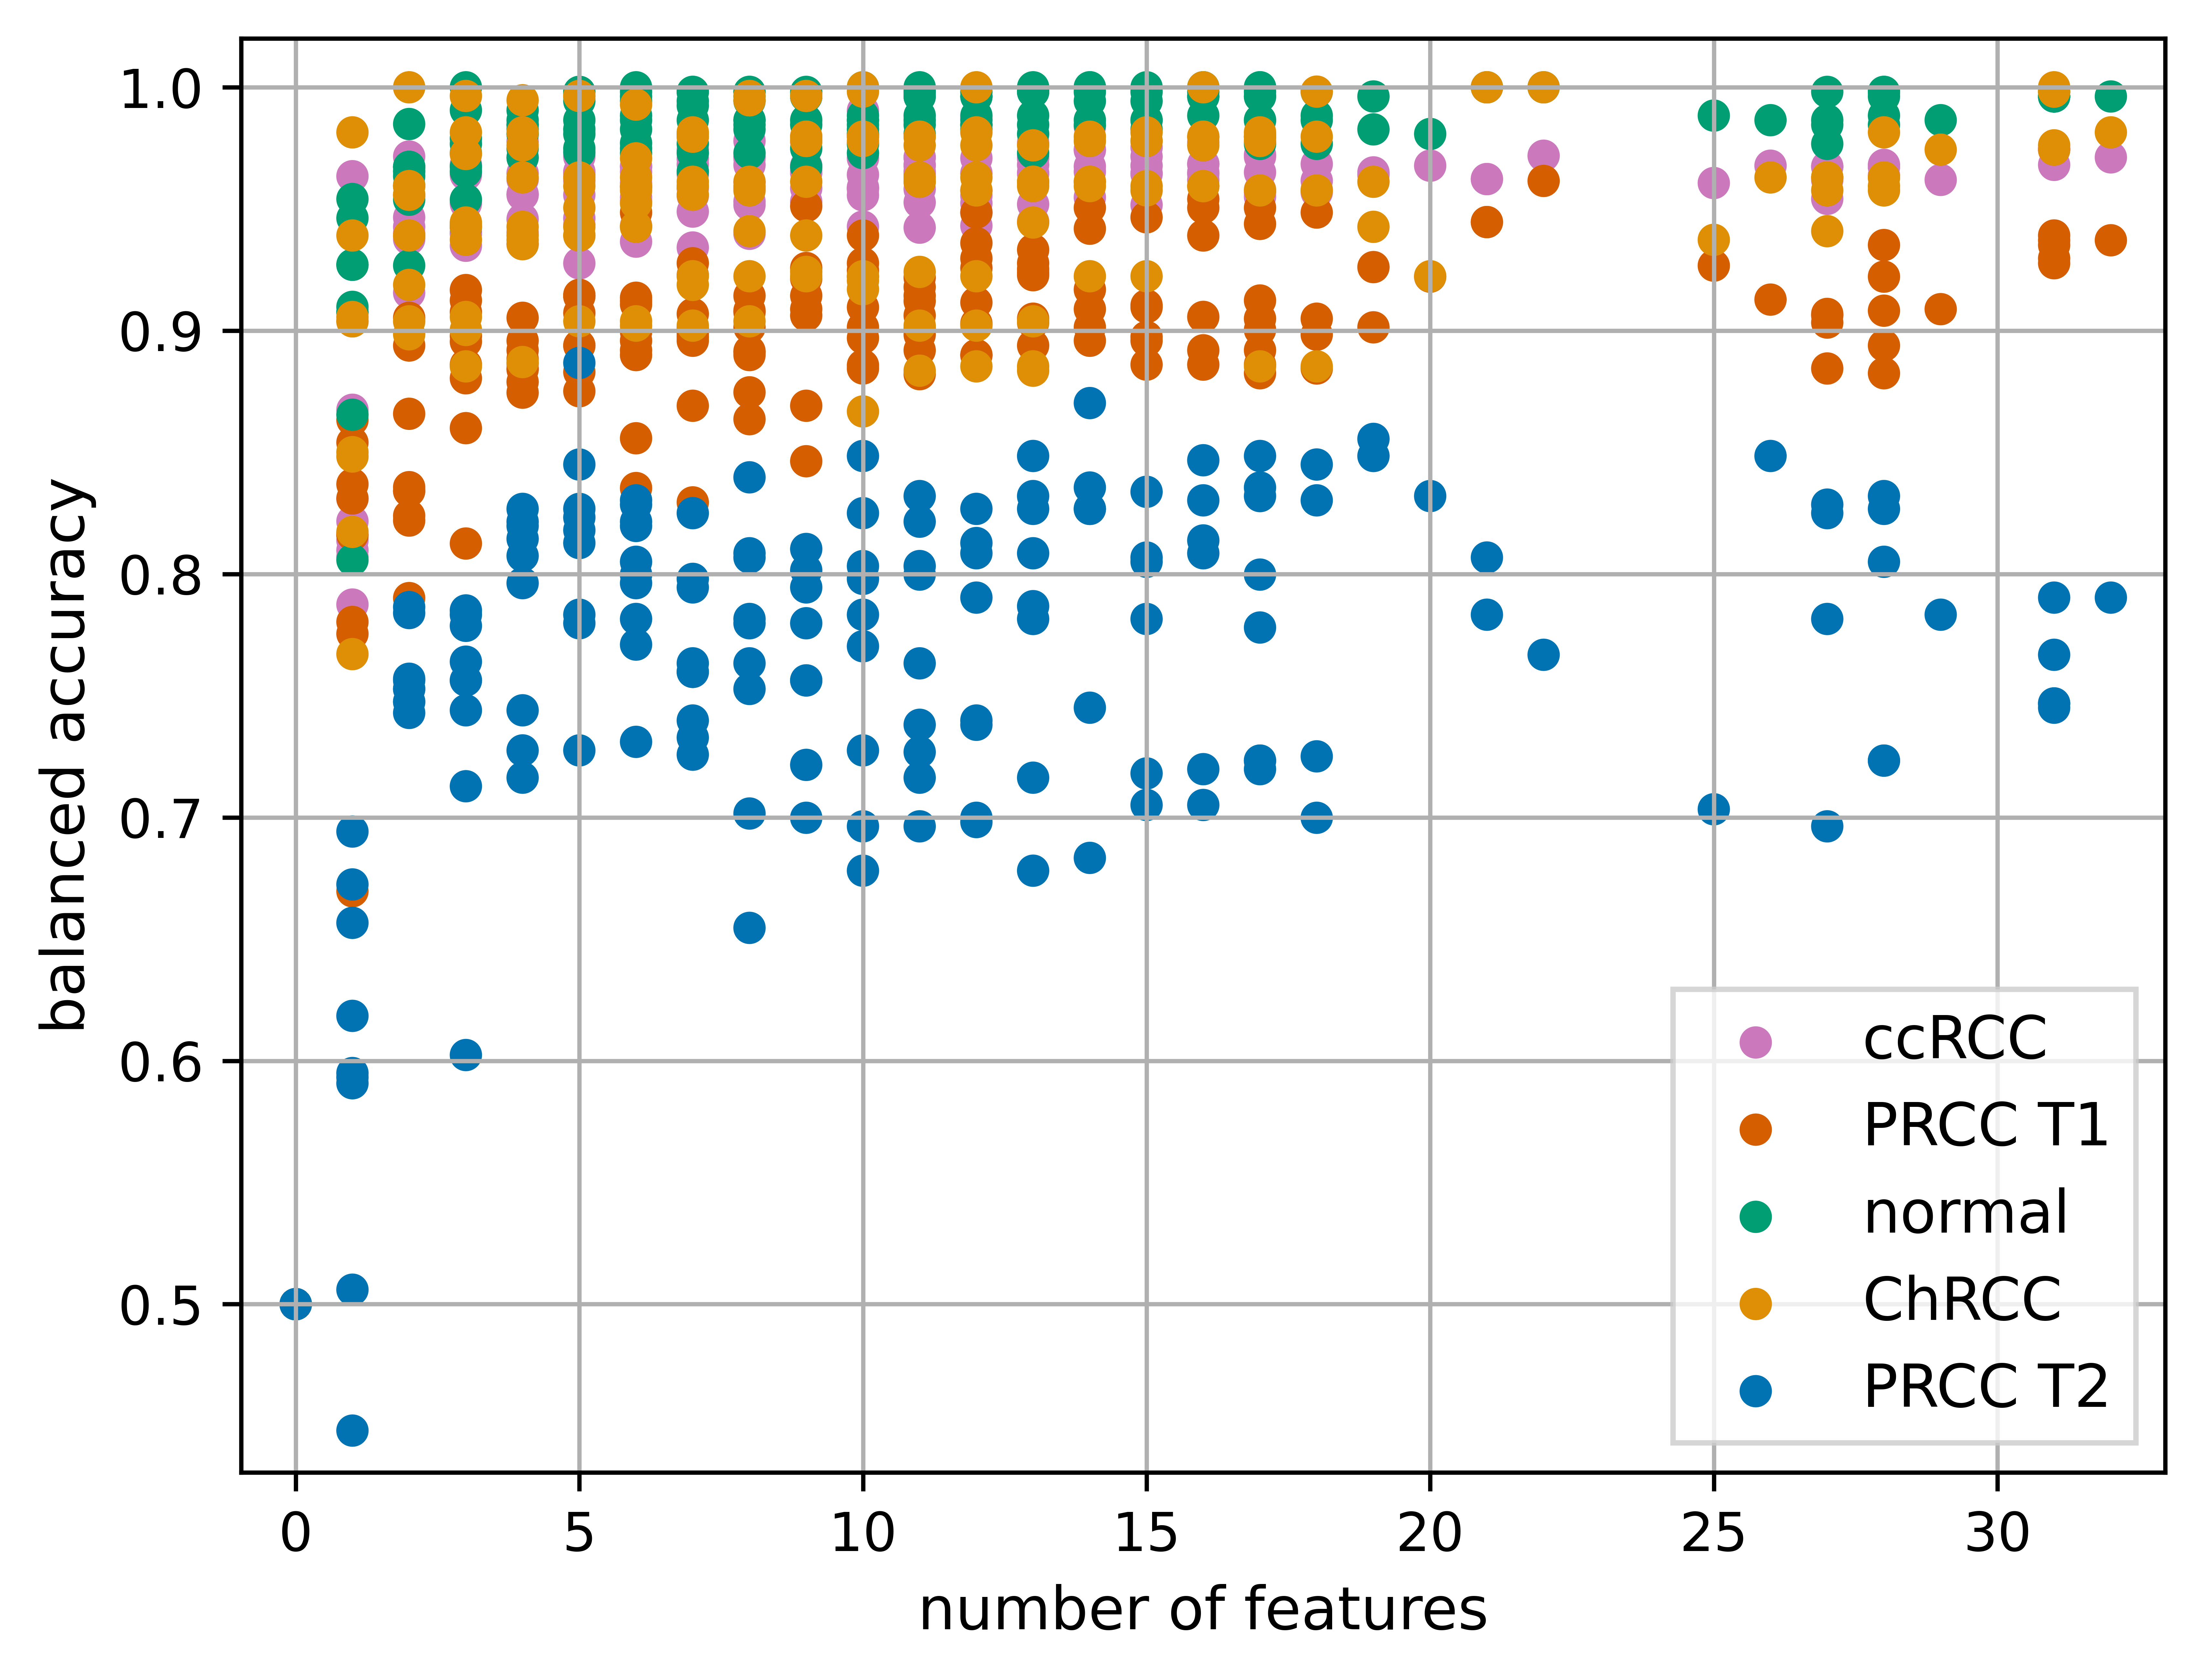 1.0
0.9
0.8
0.7
0.6
0.5
balanced accuracy
0 5 10 15 20 25 30
number of features
ccRCC
PRCC T1
normal
ChRCC
PRCC T2